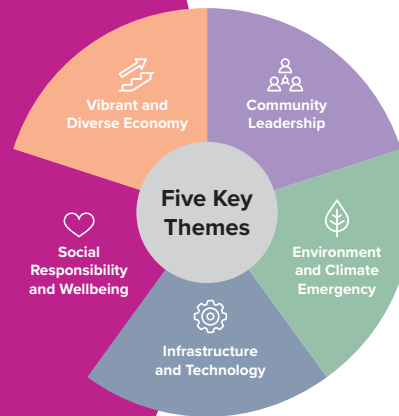 Vibrant and
Diverse Economy
Community
Leadership
Five Key
Themes
Social
Responsibility
and Wellbeing
Environment
and Climate
Emergency
Infrastructure
and Technology